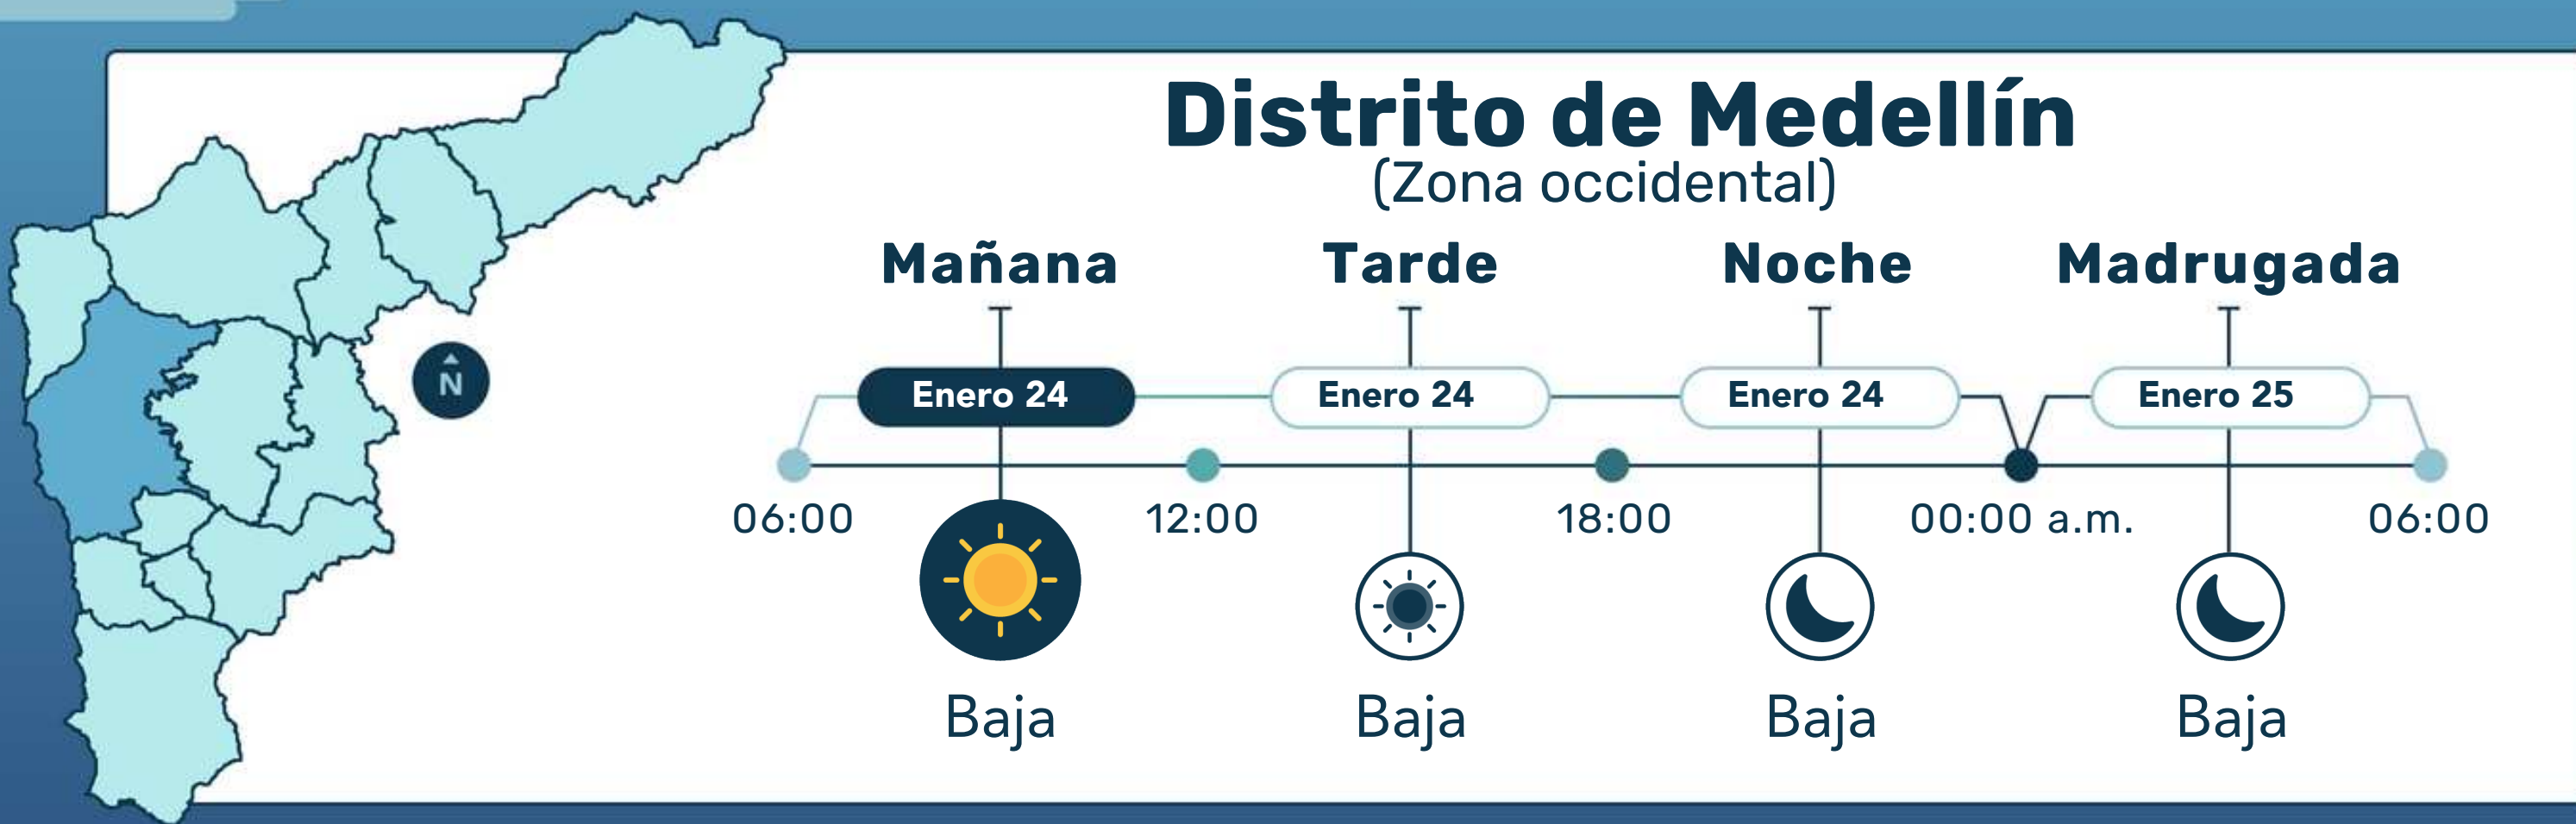 Distrito de Medellín
(Zona occidental)
Mañana Tarde Noche Madrugada
N
Enero 24 Enero 24 Enero 24 Enero 25
06:00 12:00 18:00 00:00 a.m. 06:00
Baja Baja Baja Baja